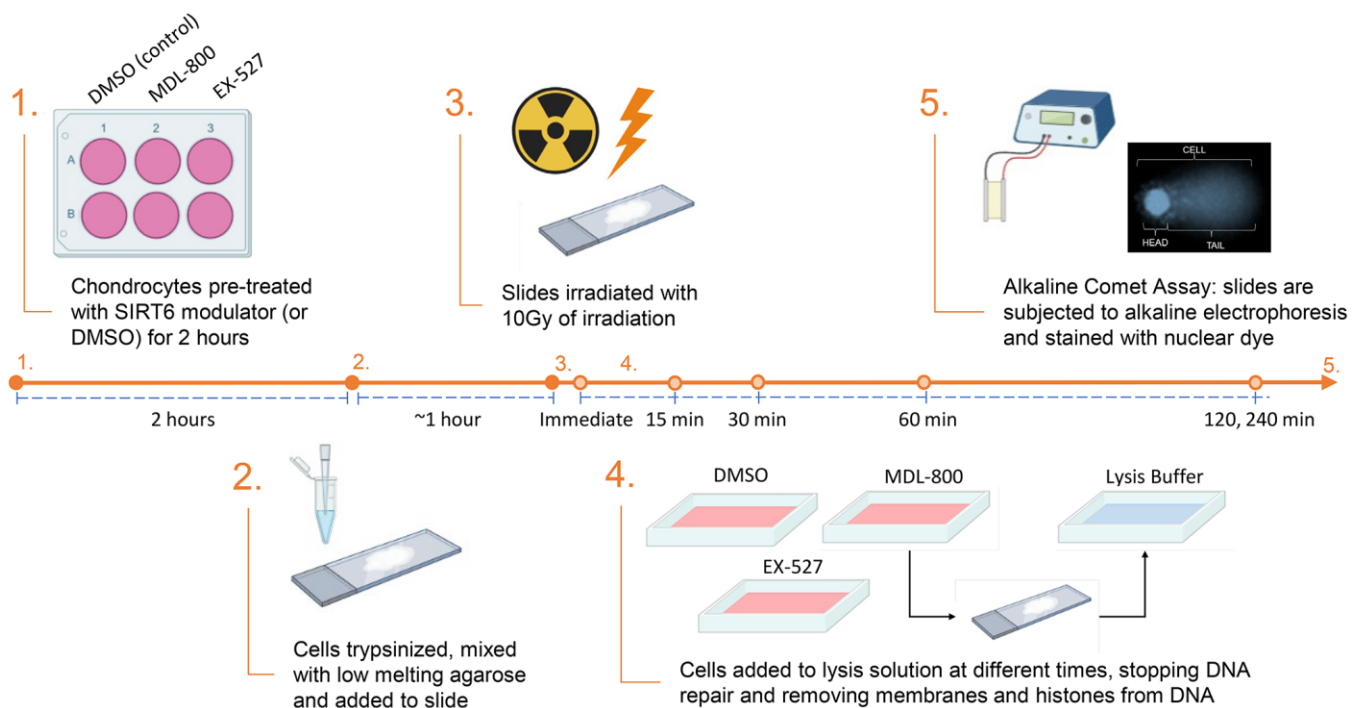 1.
DMSO (control)
MDL-800
EX-527
1 2 3
A
B
Chondrocytes pre-treated
with SIRT6 modulator (or
DMSO) for 2 hours
3.
Slides irradiated with
10Gy of irradiation
5.
CELL
HEAD TAIL
Alkaline Comet Assay: slides are
subjected to alkaline electrophoresis
and stained with nuclear dye
1. 2. 3. 4. 5.
2 hours ~1 hour Immediate 15 min 30 min 60 min 120, 240 min
2.
Cells trypsinized, mixed
with low melting agarose
and added to slide
4.
DMSO MDL-800 Lysis Buffer
EX-527
Cells added to lysis solution at different times, stopping DNA
repair and removing membranes and histones from DNA